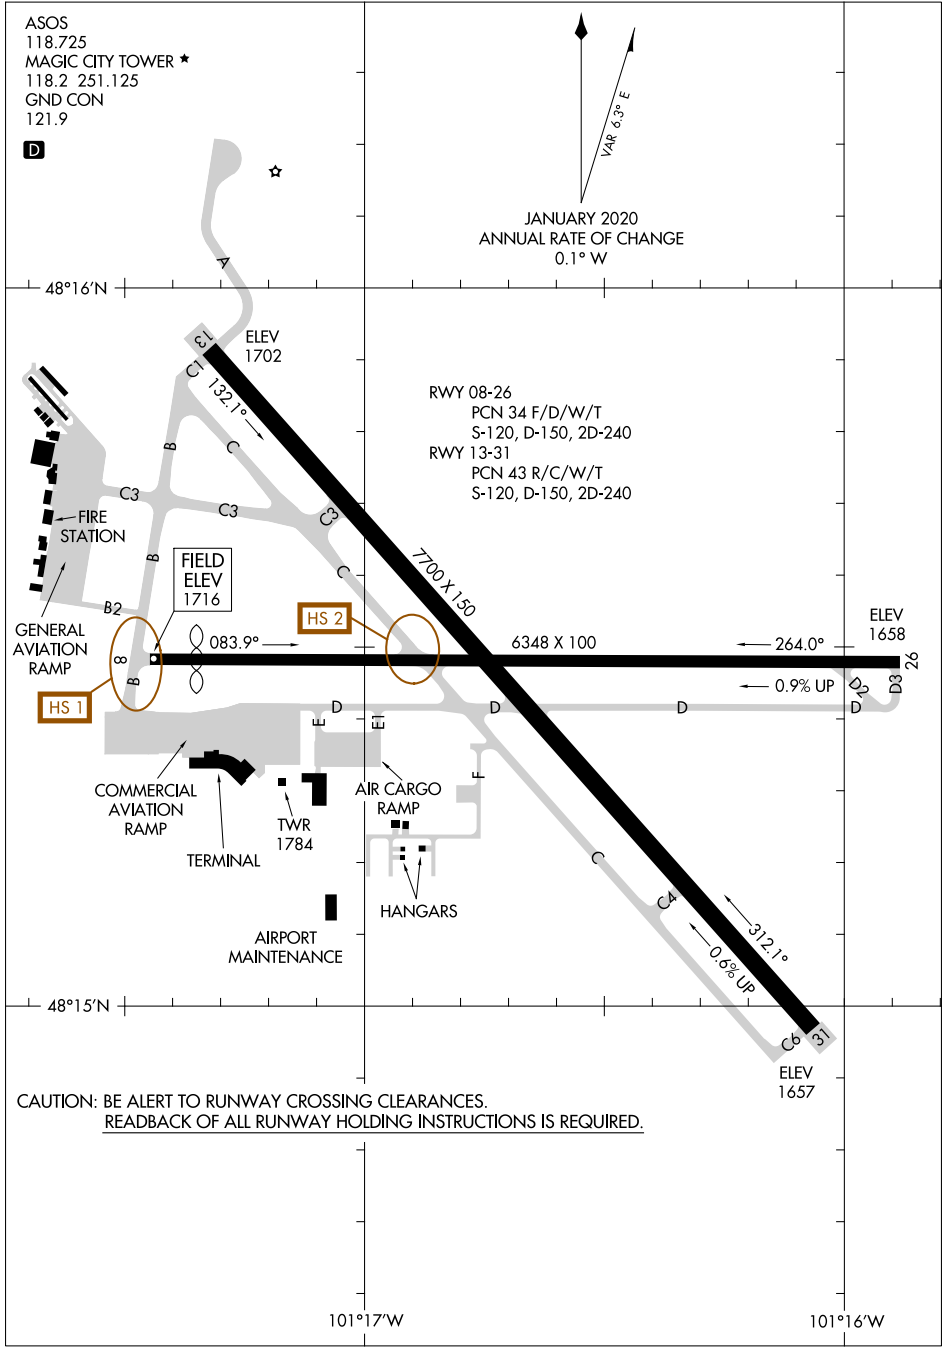 ASOS
118.725
MAGIC CITY TOWER ★
118.2 251.125
GND CON
121.9
D
VAR 6.3° E
JANUARY 2020
ANNUAL RATE OF CHANGE
0.1° W
A
48°16'N
13
ELEV
1702
C1
132.1°
RWY 08-26
PCN 34 F/D/W/T
S-120, D-150, 2D-240
RWY 13-31
PCN 43 R/C/W/T
S-120, D-150, 2D-240
B
C
C3
C3
C3
FIRE
STATION
B
FIELD
ELEV
1716
C
7700 X 150
B2
HS 2
GENERAL
AVIATION
RAMP
8
083.9°
6348 X 100
264.0°
ELEV
1658
26
B
HS 1
0.9% UP
D2
D3
D
D
D
D
E
E1
F
COMMERCIAL
AVIATION
RAMP
TERMINAL
TWR
1784
AIR CARGO
RAMP
HANGARS
C
C4
AIRPORT
MAINTENANCE
312.1°
0.6% UP
48°15'N
C6
31
ELEV
1657
CAUTION: BE ALERT TO RUNWAY CROSSING CLEARANCES.
READBACK OF ALL RUNWAY HOLDING INSTRUCTIONS IS REQUIRED.
101°17'W
101°16'W